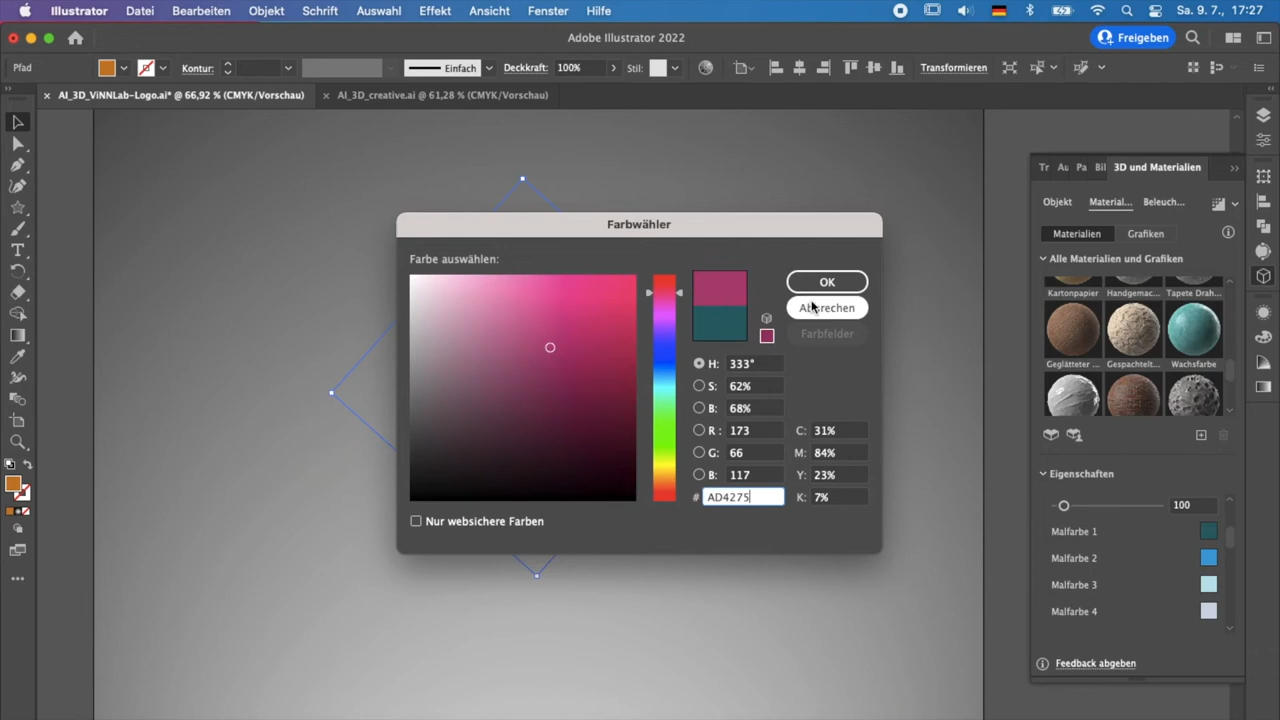 Illustrator Datei Bearbeiten Objekt Schrift Auswahl Effekt Ansicht Fenster Hilfe Sa. 9. 7., 17:27
Adobe Illustrator 2022 Freigeben
Pfad Kontur: Einfach Deckkraft: 100% Stil: Transformieren
× AI_3D_ViNNLab-Logo.ai* @ 66,92 % (CMYK/Vorschau) × AI_3D_creative.ai @ 61,28 % (CMYK/Vorschau)
Tr Au Pa Bil 3D und Materialien
Objekt Material... Beleuch...
Materialien Grafiken
Alle Materialien und Grafiken
Kartonpapier Handgemac... Tapete Drah...
Geglätteter ... Gespachtelt... Wachsfarbe
Eigenschaften
100
Malfarbe 1
Malfarbe 2
Malfarbe 3
Malfarbe 4
Feedback abgeben
Farbwähler
Farbe auswählen:
OK
Abbrechen
Farbfelder
H: 333°
S: 62%
B: 68%
R: 173 C: 31%
G: 66 M: 84%
B: 117 Y: 23%
# AD4275 K: 7%
Nur websichere Farben